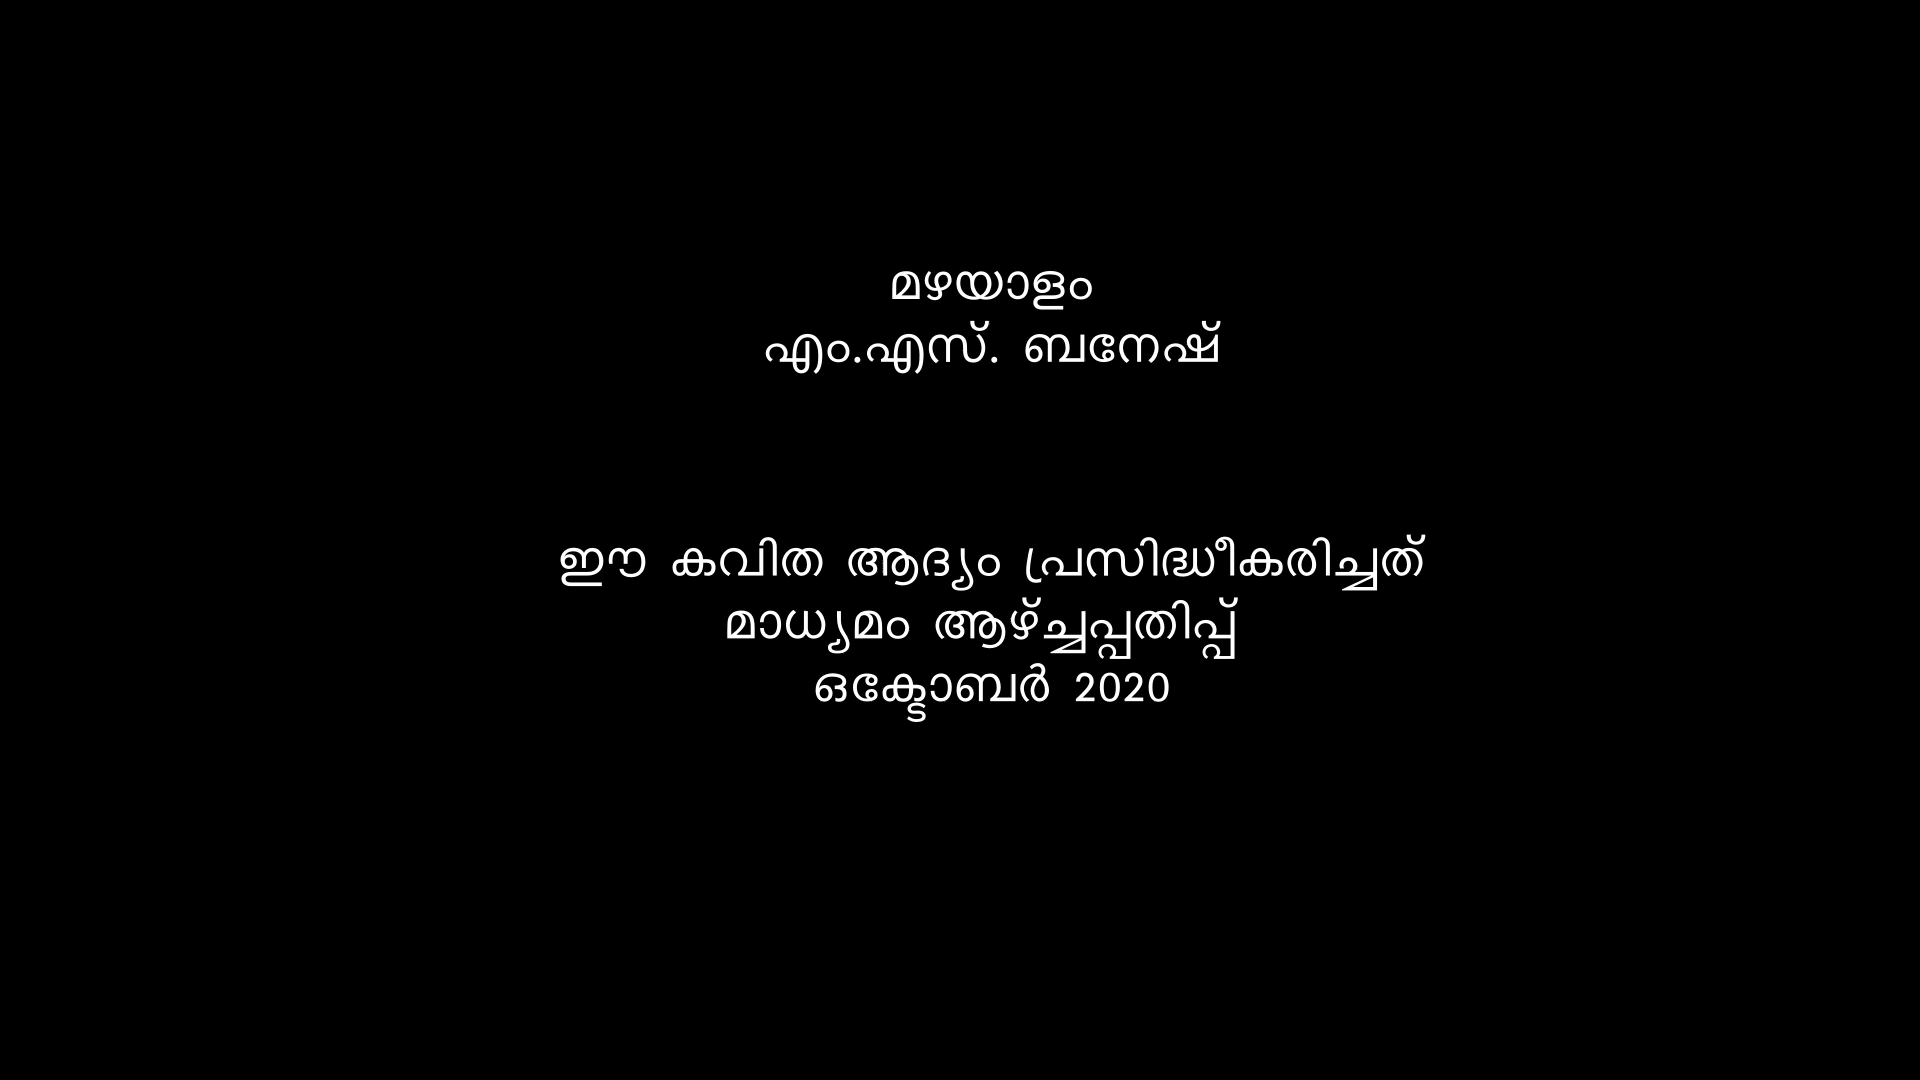 മഴയാളം
എം.എസ്. ബനേഷ്
ഈ കവിത ആദ്യം പ്രസിദ്ധീകരിച്ചത്
മാധ്യമം ആഴ്ച്ചപ്പതിപ്പ്
ഒക്ടോബർ 2020